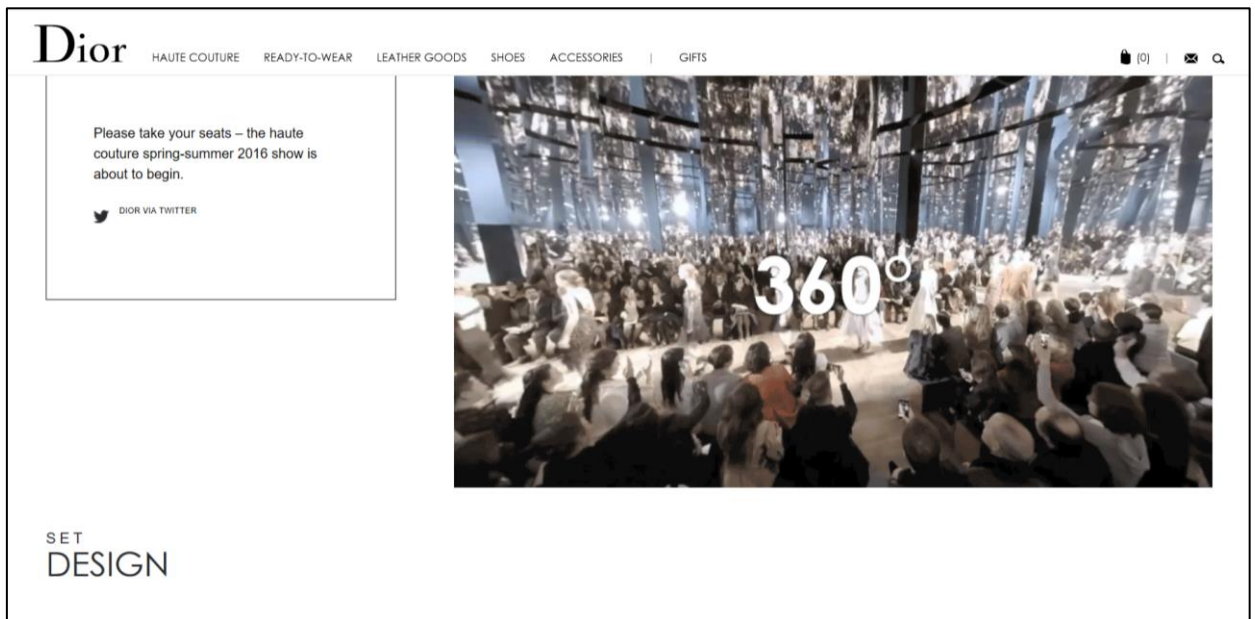 Dior
HAUTE COUTURE READY-TO-WEAR LEATHER GOODS SHOES ACCESSORIES | GIFTS
(0) |
Please take your seats – the haute
couture spring-summer 2016 show is
about to begin.
DIOR VIA TWITTER
360°
SET
DESIGN